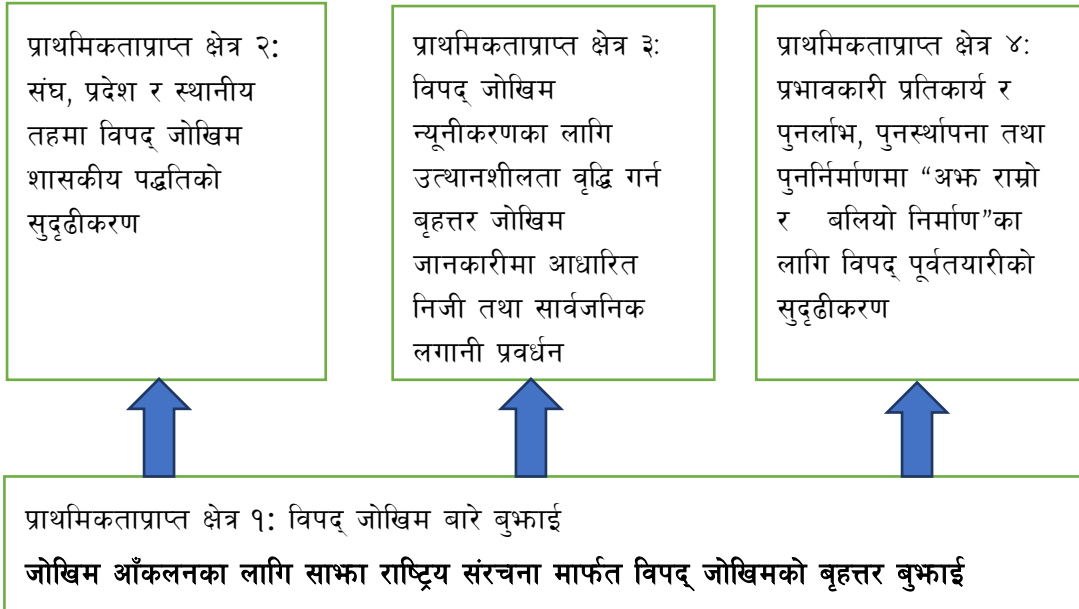 प्राथमिकताप्राप्त क्षेत्र २:
संघ, प्रदेश र स्थानीय
तहमा विपद् जोखिम
शासकीय पद्धतिको
सुदृढीकरण
प्राथमिकताप्राप्त क्षेत्र ३:
विपद् जोखिम
न्यूनीकरणका लागि
उत्थानशीलता वृद्धि गर्न
बृहत्तर जोखिम
जानकारीमा आधारित
निजी तथा सार्वजनिक
लगानी प्रवर्धन
प्राथमिकताप्राप्त क्षेत्र ४:
प्रभावकारी प्रतिकार्य र
पुनर्लाभ, पुनर्स्थापना तथा
पुनर्निर्माणमा “अझ राम्रो
र बलियो निर्माण”का
लागि विपद् पूर्वतयारीको
सुदृढीकरण
प्राथमिकताप्राप्त क्षेत्र १: विपद् जोखिम बारे बुझाई
जोखिम आँकलनका लागि साझा राष्ट्रिय संरचना मार्फत विपद् जोखिमको बृहत्तर बुझाई